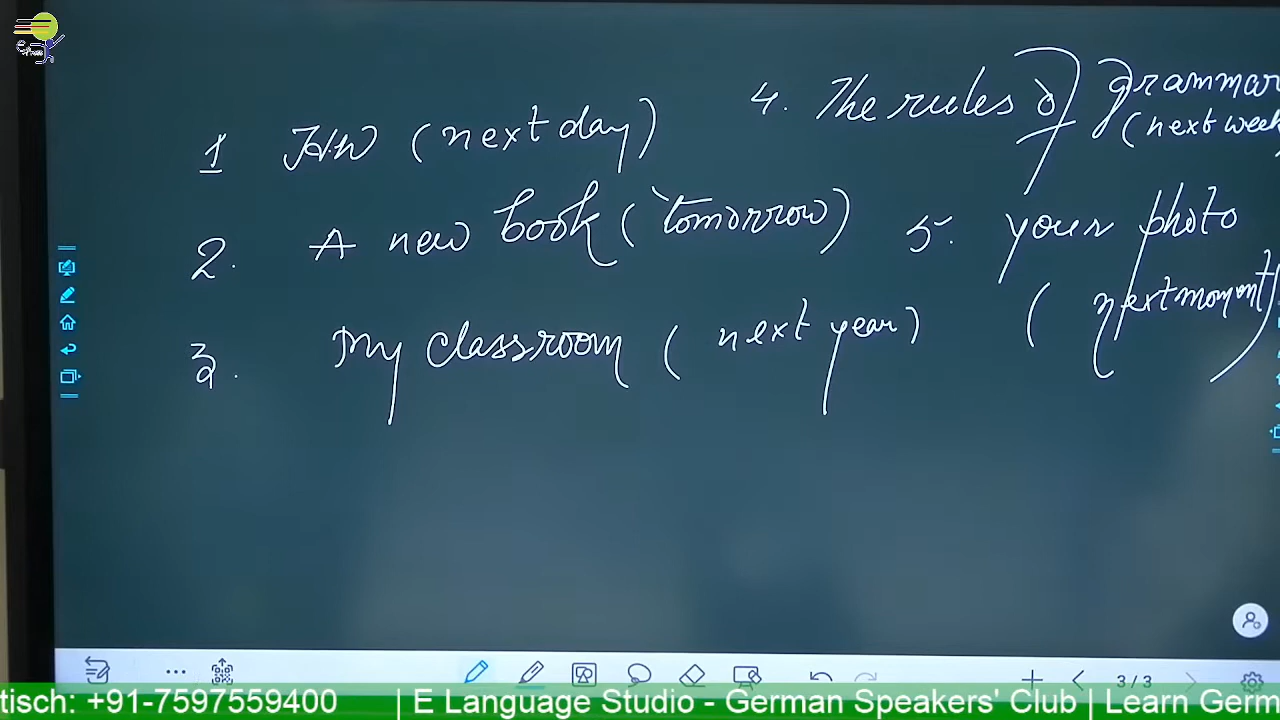 1 H.W (next day)
2. A new book (tomorrow)
3. My classroom (next year)
4. The rules of grammar
(next week
5. your photo
(next moment)
3/3
tisch: +91-7597559400 | E Language Studio - German Speakers' Club | Learn Germ